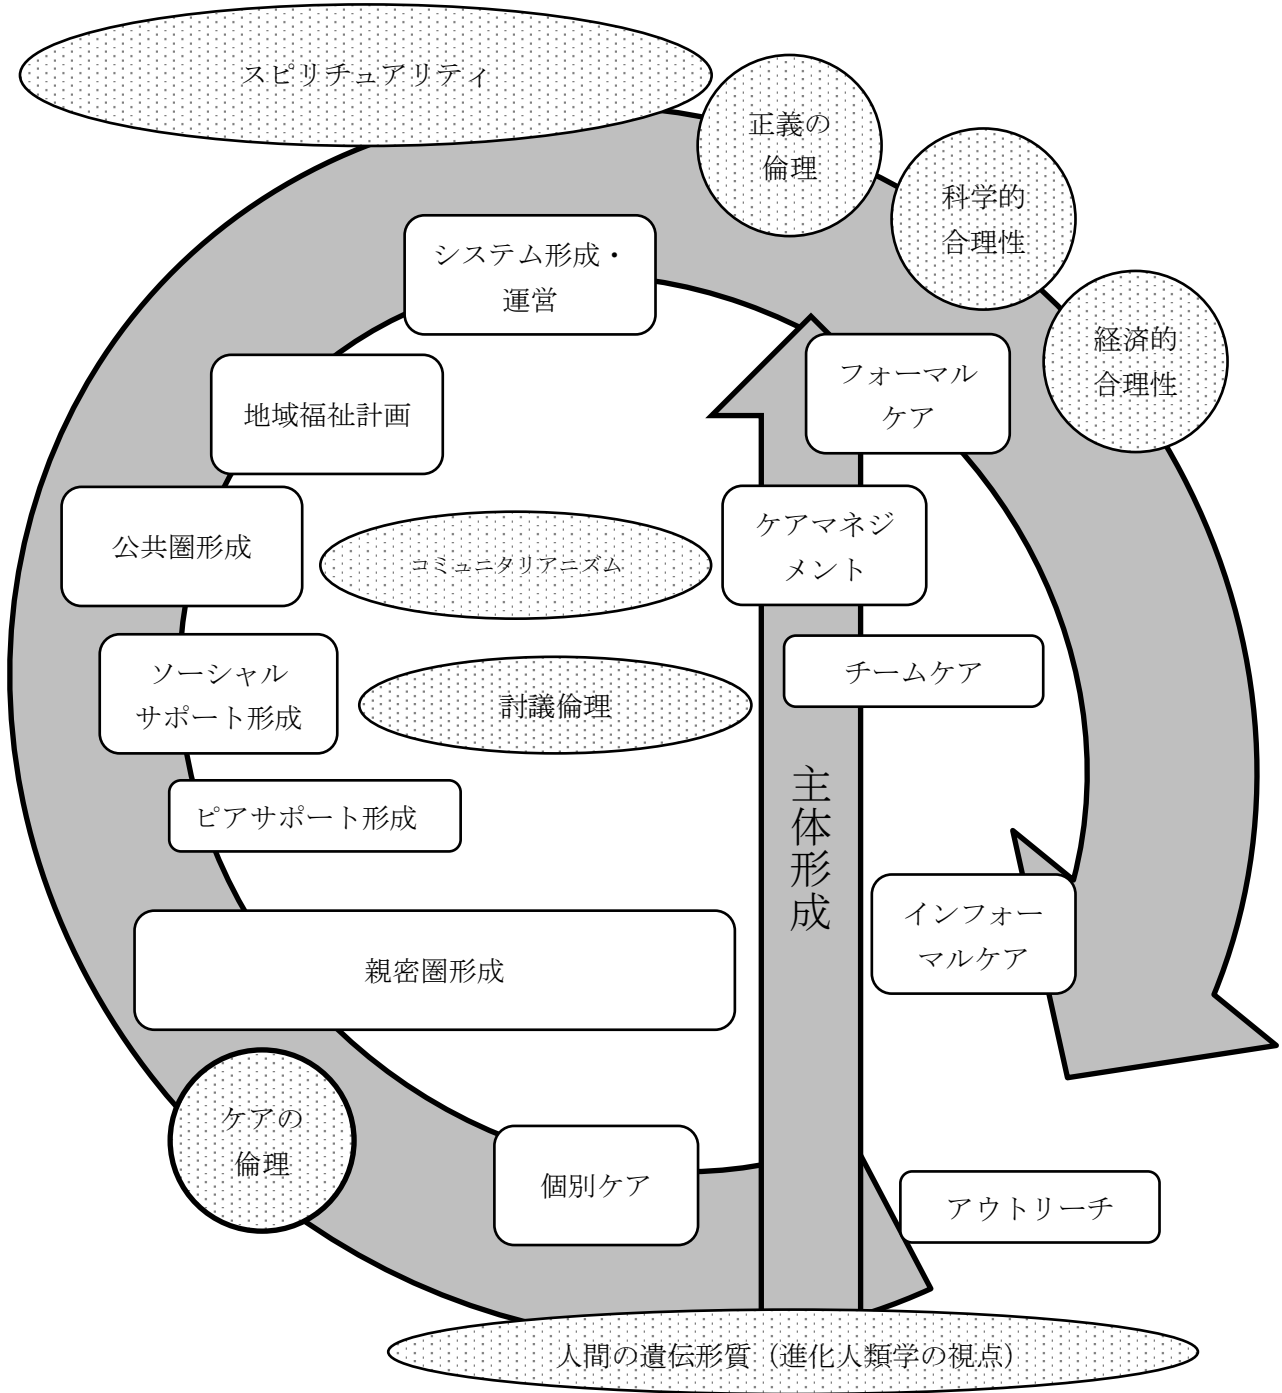 スピリチュアリティ
正義の
倫理
科学的
合理性
経済的
合理性
システム形成・
運営
フォーマル
ケア
地域福祉計画
公共圏形成
コミュニタリアニズム
ケアマネジ
メント
ソーシャル
サポート形成
討議倫理
チームケア
ピアサポート形成
主体形成
親密圏形成
インフォー
マルケア
ケアの
倫理
個別ケア
アウトリーチ
人間の遺伝形質（進化人類学の視点）